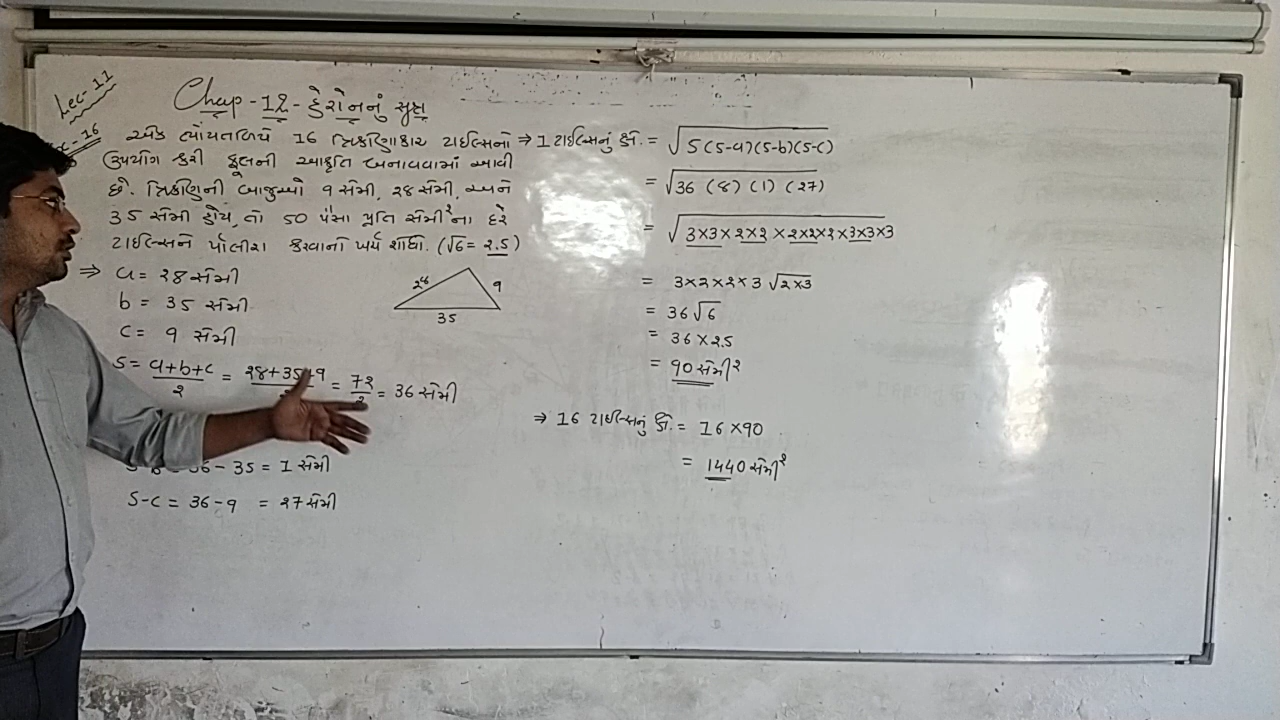 Lec-11
Chap-12-હેરોનનું સૂત્ર
-16
એક ભોંયતળિયે 16 ત્રિકોણાકાર ટાઈલ્સનો
ઉપયોગ કરી ફૂલની આકૃતિ બનાવવામાં આવી
છે. ત્રિકોણની બાજુઓ ૧ સેમી, ૨૪ સેમી, અને
35 સેમી હોય, તો 50 પૈસા પ્રતિ સેમી²ના દરે
ટાઈલ્સને પૉલીશ કરવાનો ખર્ચ શોધો. (√6 = 2.5)
⇒ a = 28 સેમી
b = 35 સેમી
c = 9 સેમી
28
9
35
S = a+b+c / 2 = 28+35+9 / = 72 / 2 = 36 સેમી
36 - 35 = 1 સેમી
S-c = 36-9 = 27 સેમી
⇒ 1 ટાઈલ્સનું ક્ષે. = √S(S-a)(S-b)(S-c)
= √36 (8) (1) (27)
= √3×3×2×2×2×2×2×3×3×3
= 3×2×2×3 √2×3
= 36√6
= 36×2.5
= 90 સેમી²
⇒ 16 ટાઈલ્સનું ક્ષે. = 16×90
= 1440 સેમી²